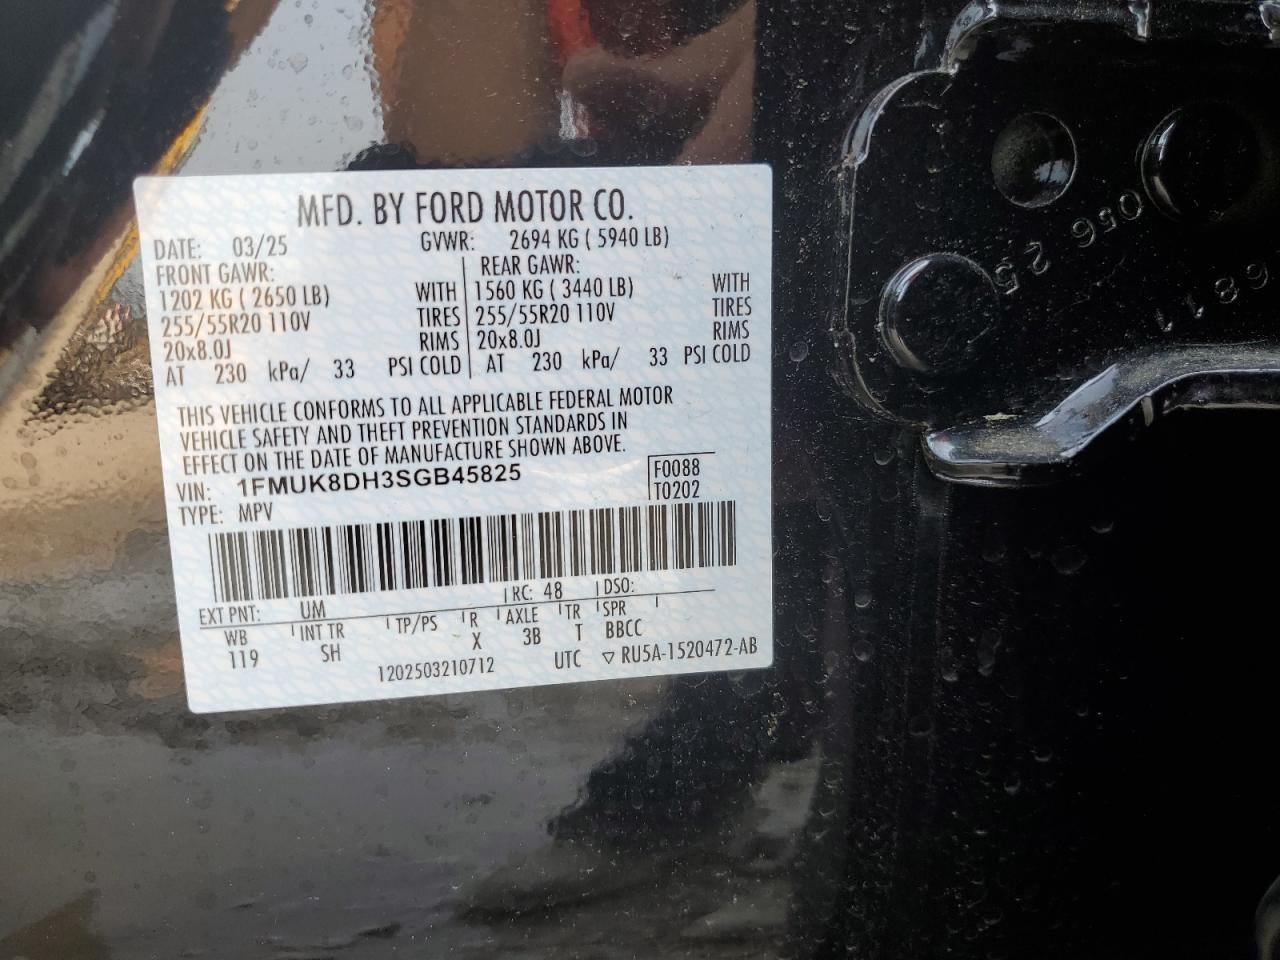 MFD. BY FORD MOTOR CO.
DATE: 03/25 GVWR: 2694 KG ( 5940 LB)
FRONT GAWR: REAR GAWR:
1202 KG ( 2650 LB) WITH 1560 KG ( 3440 LB) WITH
255/55R20 110V TIRES 255/55R20 110V TIRES
20x8.0J RIMS 20x8.0J RIMS
AT 230 kPa/ 33 PSI COLD AT 230 kPa/ 33 PSI COLD
THIS VEHICLE CONFORMS TO ALL APPLICABLE FEDERAL MOTOR
VEHICLE SAFETY AND THEFT PREVENTION STANDARDS IN
EFFECT ON THE DATE OF MANUFACTURE SHOWN ABOVE.
VIN: 1FMUK8DH3SGB45825 F0088
TYPE: MPV T0202
EXT PNT: UM RC: 48 DSO:
WB INT TR TP/PS R AXLE TR SPR
119 SH X 3B T BBCC
1202503210712 UTC ▽ RU5A-1520472-AB
056 25
6811